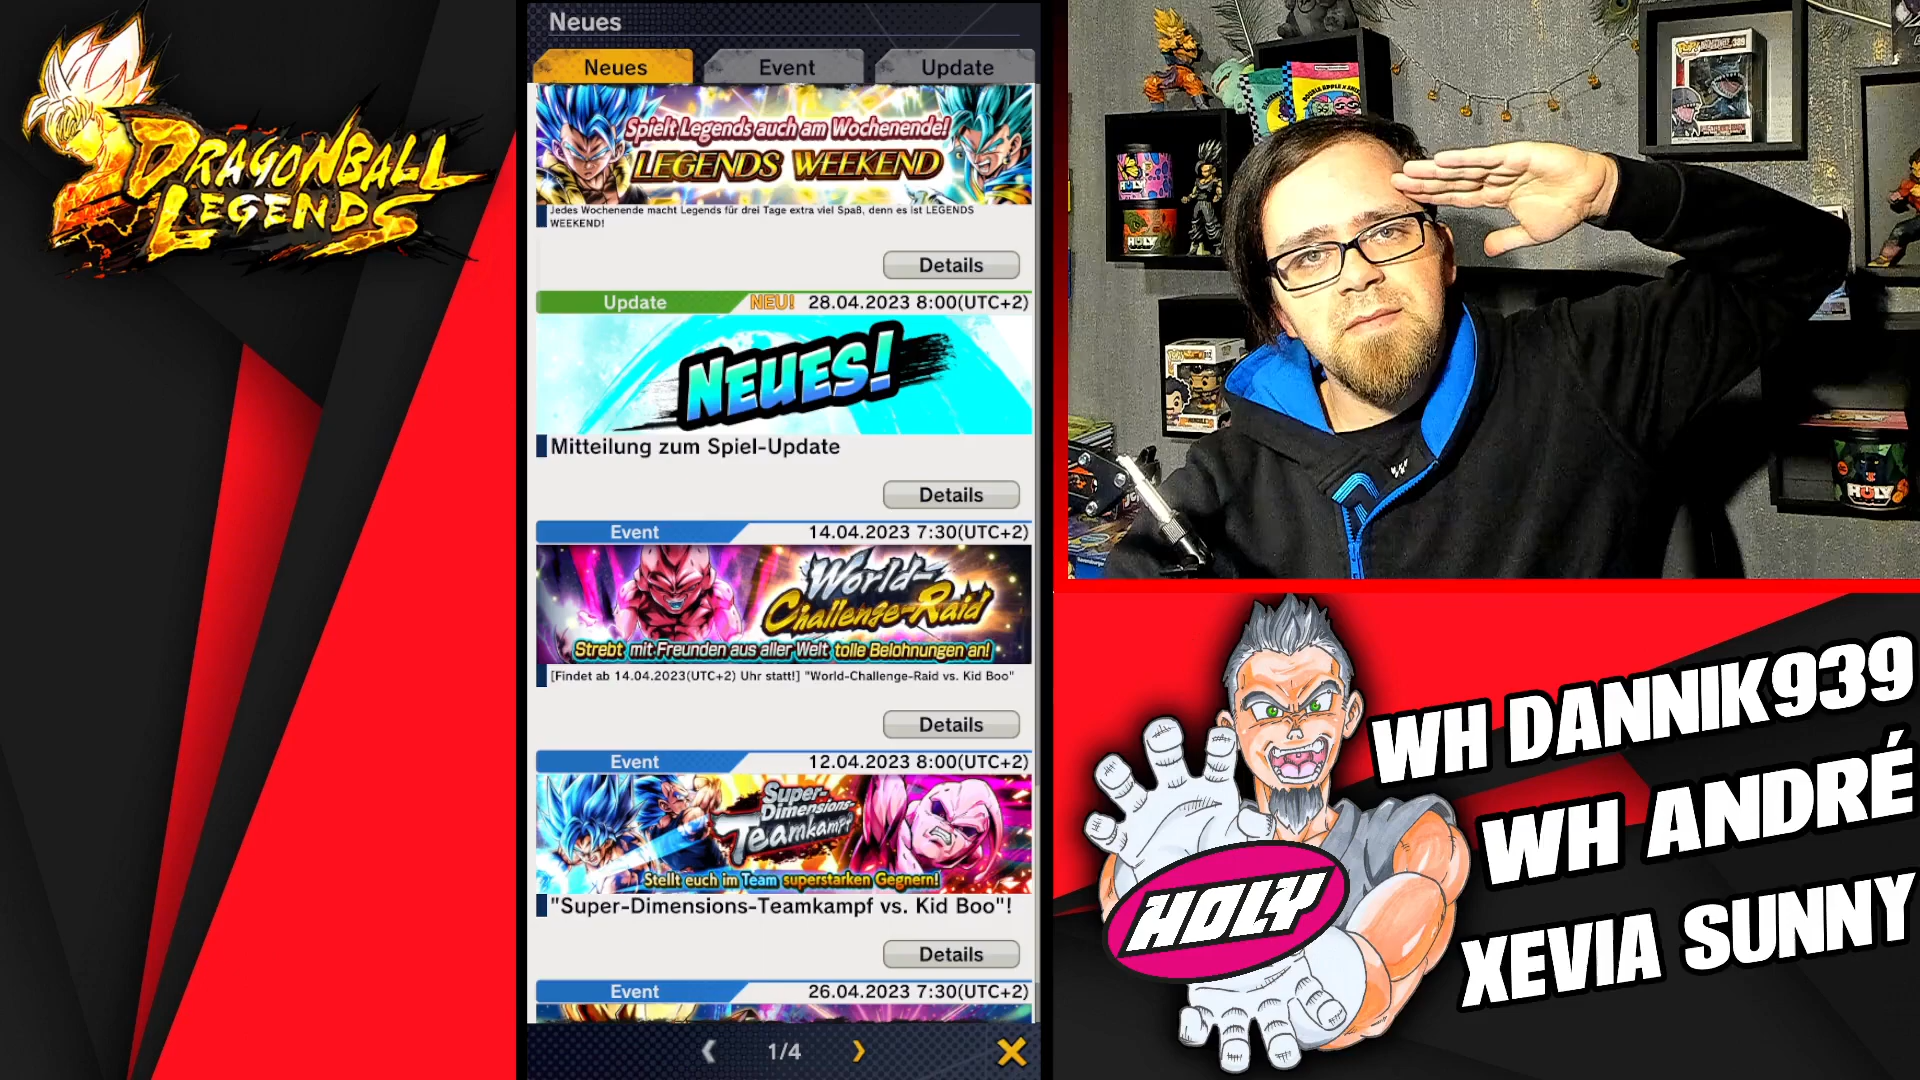 DRAGONBALL
LEGENDS
Neues
Neues
Event
Update
Spielt Legends auch am Wochenende!
LEGENDS WEEKEND
Jedes Wochenende macht Legends für drei Tage extra viel Spaß, denn es ist LEGENDS
WEEKEND!
Details
Update
NEU! 28.04.2023 8:00(UTC+2)
NEUES!
Mitteilung zum Spiel-Update
Details
Event
14.04.2023 7:30(UTC+2)
World-
Challenge-Raid
Strebt mit Freunden aus aller Welt tolle Belohnungen an!
[Findet ab 14.04.2023(UTC+2) Uhr statt!] "World-Challenge-Raid vs. Kid Boo"
Details
Event
12.04.2023 8:00(UTC+2)
Super-
Dimensions-
Teamkampf
Stellt euch im Team superstarken Gegnern!
"Super-Dimensions-Teamkampf vs. Kid Boo"!
Details
Event
26.04.2023 7:30(UTC+2)
1/4
HOLY
HOLY
HOLY
HOLY
WH DANNIK939
WH ANDRÉ
XEVIA SUNNY